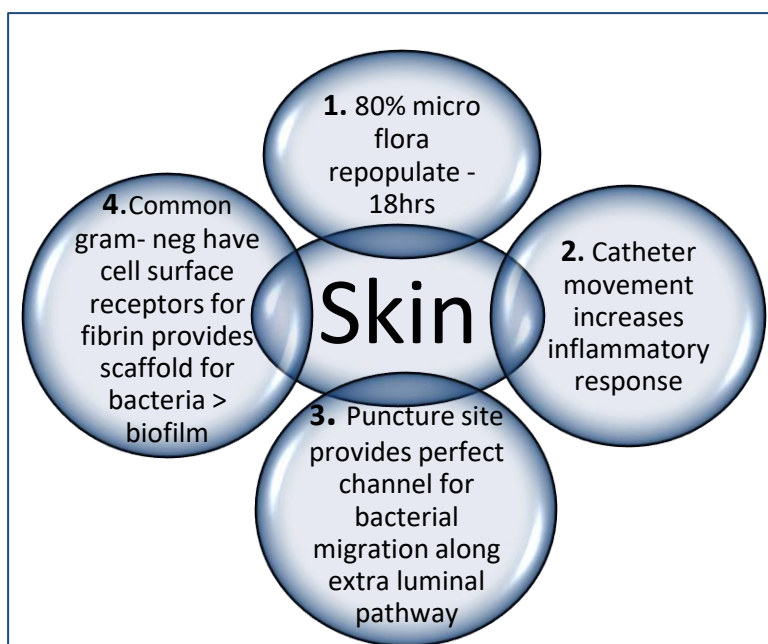 1. 80% micro
flora
repopulate -
18hrs
4.Common
gram- neg have
cell surface
receptors for
fibrin provides
scaffold for
bacteria >
biofilm
Skin
2. Catheter
movement
increases
inflammatory
response
3. Puncture site
provides perfect
channel for
bacterial
migration along
extra luminal
pathway